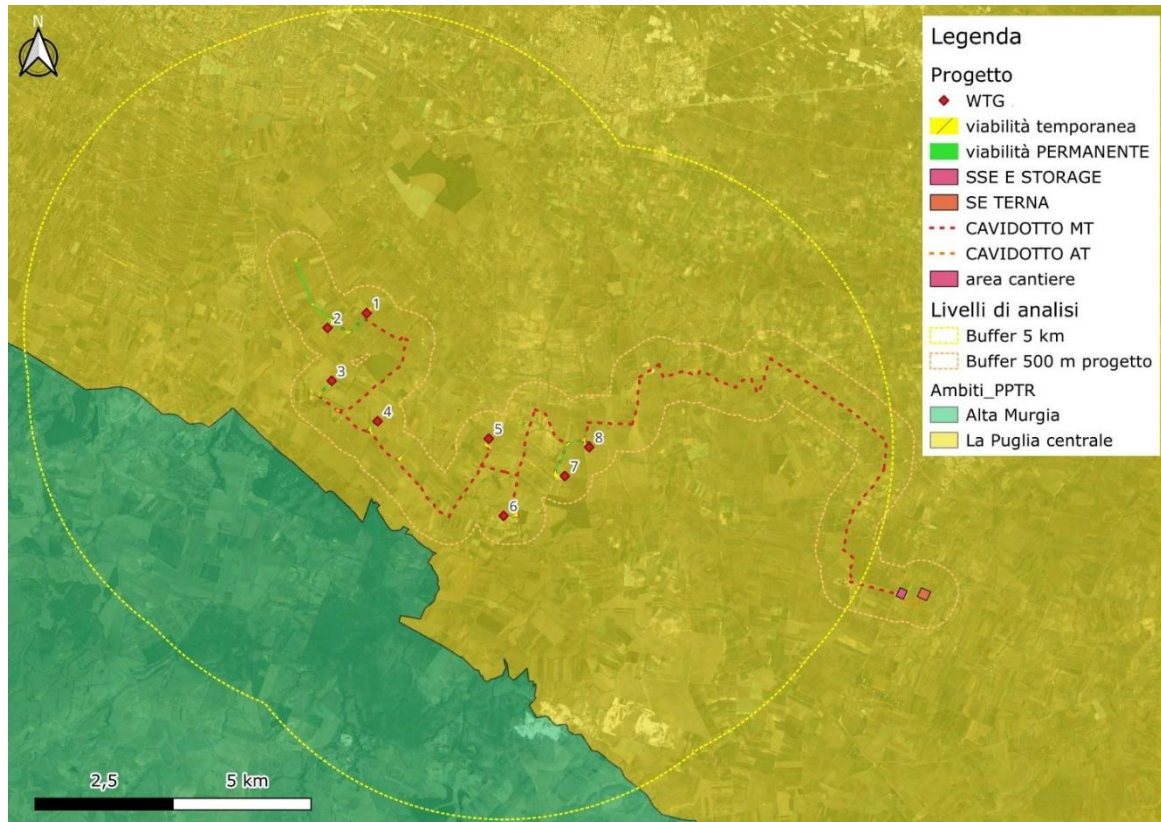 N
Legenda
Progetto
WTG
viabilità temporanea
viabilità PERMANENTE
SSE E STORAGE
SE TERNA
CAVIDOTTO MT
CAVIDOTTO AT
area cantiere
Livelli di analisi
Buffer 5 km
Buffer 500 m progetto
Ambiti_PPTR
Alta Murgia
La Puglia centrale
1
2
3
4
5
8
7
6
2,5 5 km